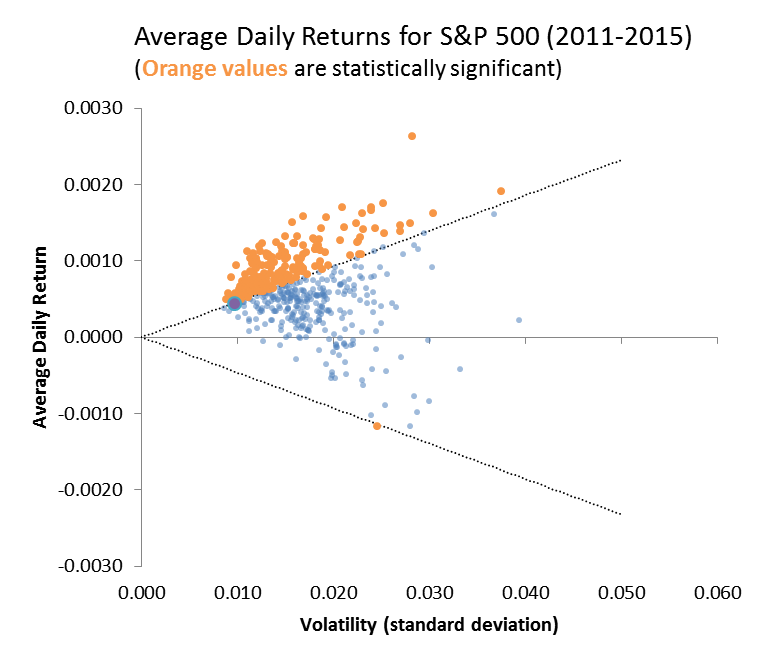 Average Daily Returns for S&P 500 (2011-2015)
(Orange values are statistically significant)
0.0030
0.0020
0.0010
0.0000
-0.0010
-0.0020
-0.0030
Average Daily Return
0.000 0.010 0.020 0.030 0.040 0.050 0.060
Volatility (standard deviation)